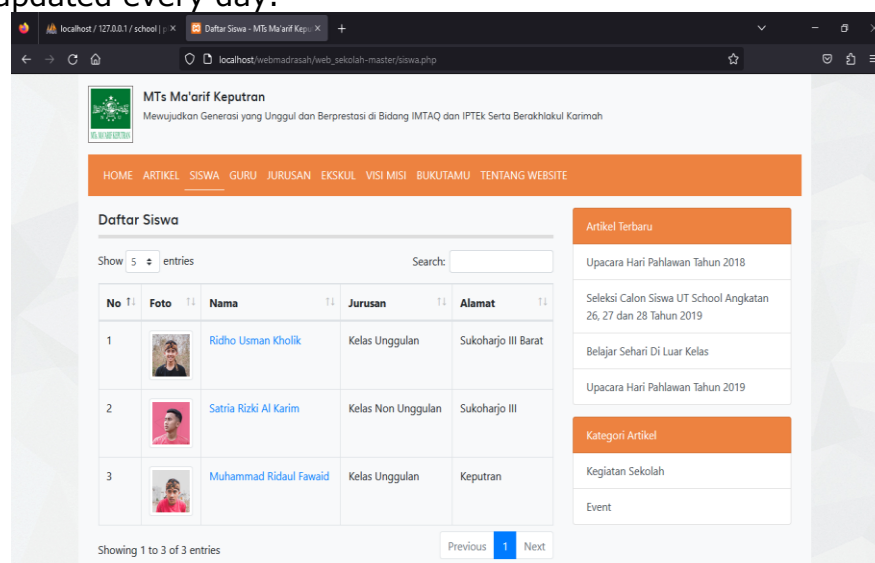 updated every day.
localhost / 127.0.0.1 / school | p
Daftar Siswa - MTs Ma'arif Kepu
localhost/webmadrasah/web_sekolah-master/siswa.php
MTs Ma'arif Keputran
Mewujudkan Generasi yang Unggul dan Berprestasi di Bidang IMTAQ dan IPTEk Serta Berakhlakul Karimah
HOME ARTIKEL SISWA GURU JURUSAN EKSKUL VISI MISI BUKUTAMU TENTANG WEBSITE
Daftar Siswa
Show 5 entries Search:
No Foto Nama Jurusan Alamat
1 Ridho Usman Kholik Kelas Unggulan Sukoharjo III Barat
2 Satria Rizki Al Karim Kelas Non Unggulan Sukoharjo III
3 Muhammad Ridaul Fawaid Kelas Unggulan Keputran
Showing 1 to 3 of 3 entries
Previous 1 Next
Artikel Terbaru
Upacara Hari Pahlawan Tahun 2018
Seleksi Calon Siswa UT School Angkatan
26, 27 dan 28 Tahun 2019
Belajar Sehari Di Luar Kelas
Upacara Hari Pahlawan Tahun 2019
Kategori Artikel
Kegiatan Sekolah
Event